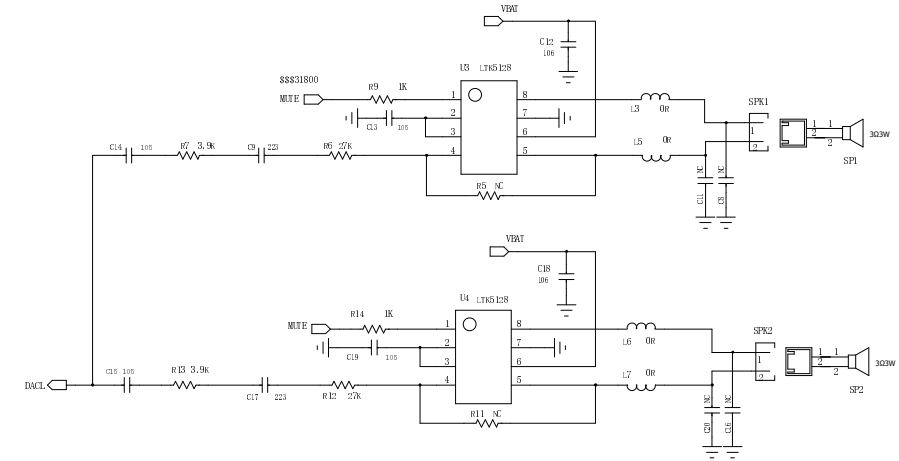 VBAT
C12
106
U3 LTK5128
$$$31800
MUTE
R9 1K
1 8
2 7
3 6
4 5
C13 105
L3 0R
L5 0R
SPK1
1
2
1 1
2
2
3Ω3W
SP1
C14 105
R7 3.9K
C9 223
R6 27K
R5 NC
C11 NC
C8 NC
VBAT
C18
106
U4 LTK5128
MUTE
R14 1K
1 8
2 7
3 6
4 5
C19 105
L6 0R
L7 0R
SPK2
1
2
1 1
2
2
3Ω3W
SP2
DACL
C15 105
R13 3.9K
C17 223
R12 27K
R11 NC
C20 NC
C16 NC